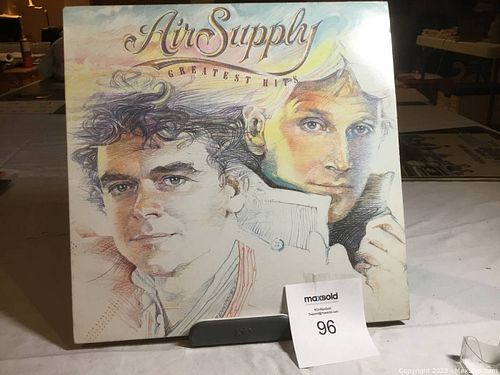 Air Supply
GREATEST HITS
maxsold
96
Copyright 2023 - MaxSold.com